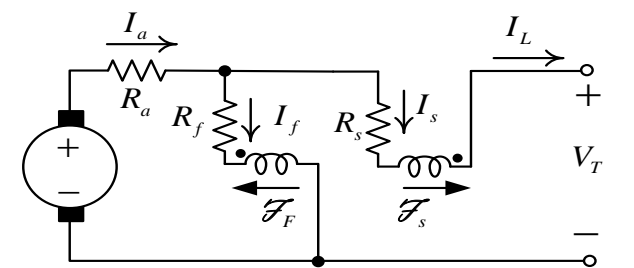 I_a
I_L
R_a
R_f
I_f
R_s
I_s
+
+
V_T
−
−
ℱ_F
ℱ_s